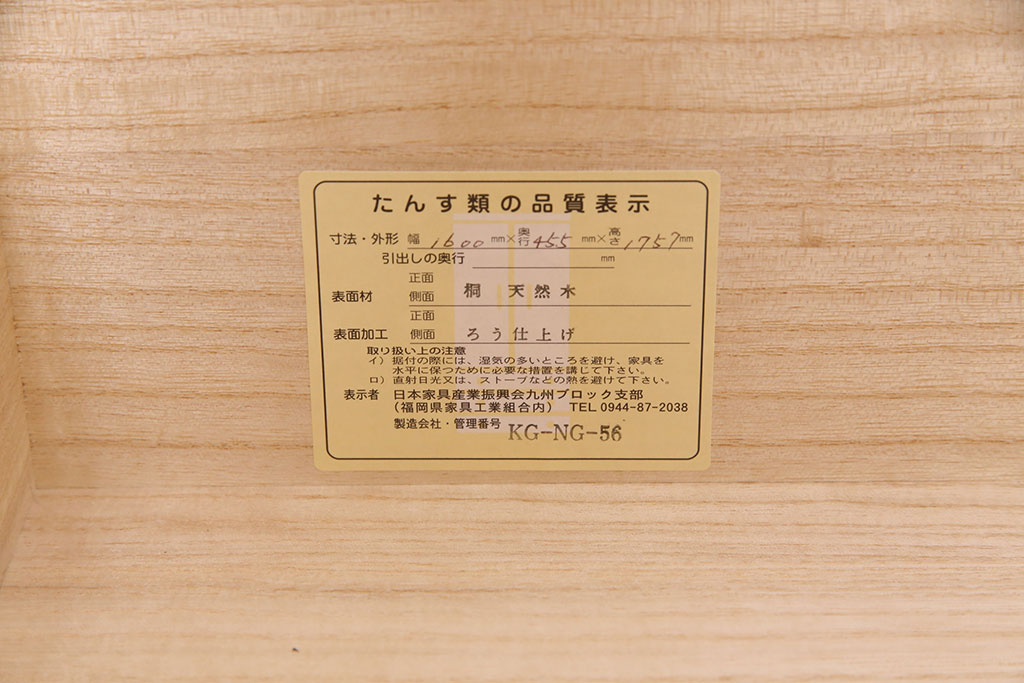 たんす類の品質表示
寸法・外形 幅 1600 mm×奥行 455 mm×高さ 1757 mm
引出しの奥行 mm
正面
表面材 側面 桐 天然木
正面
表面加工 側面 ろう仕上げ
取り扱い上の注意
イ）据付の際には、湿気の多いところを避け、家具を
水平に保つために必要な措置を講じて下さい。
ロ）直射日光又は、ストーブなどの熱を避けて下さい。
表示者 日本家具産業振興会九州ブロック支部
（福岡県家具工業組合内） TEL 0944-87-2038
製造会社・管理番号 KG-NG-56